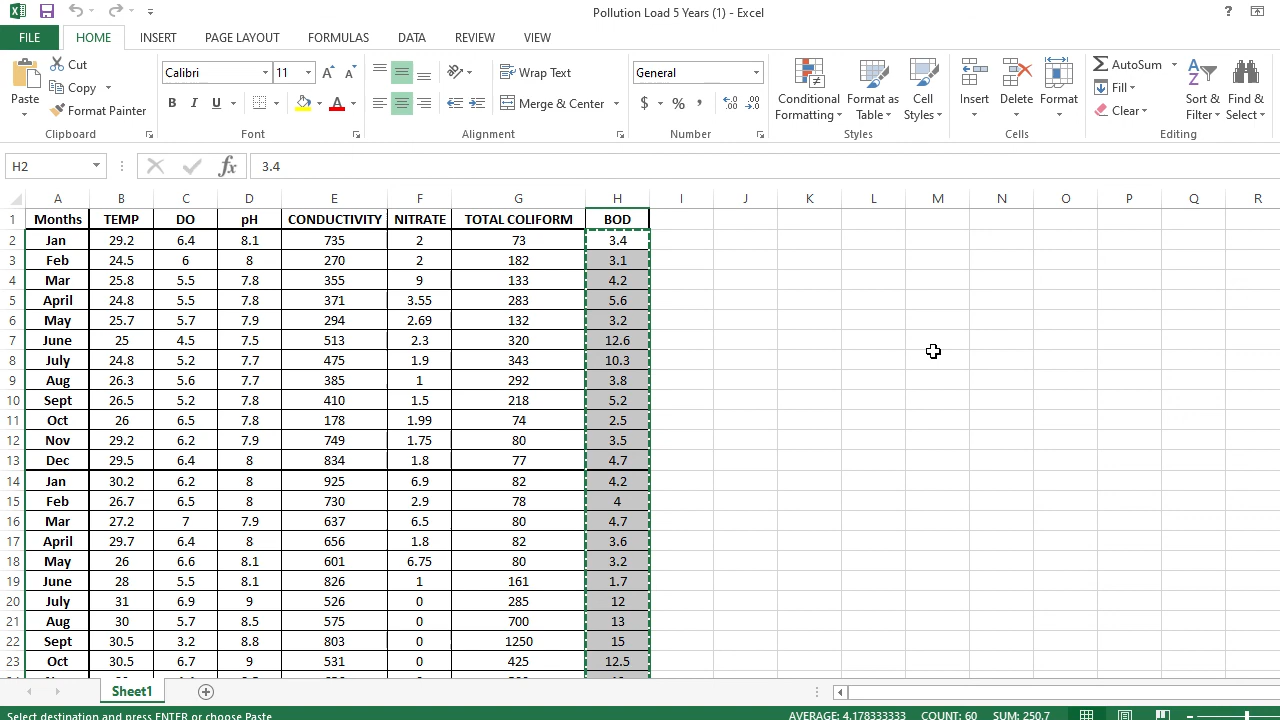 Pollution Load 5 Years (1) - Excel
FILE HOME INSERT PAGE LAYOUT FORMULAS DATA REVIEW VIEW
Cut
Copy
Format Painter
Paste
Clipboard
Calibri 11
B I U
Font
Wrap Text
Merge & Center
Alignment
General
$ % ,
Number
Conditional Formatting
Format as Table
Cell Styles
Styles
Insert Delete Format
Cells
AutoSum
Fill
Clear
Sort & Filter
Find & Select
Editing
H2 fx 3.4
A B C D E F G H I J K L M N O P Q R
1 Months TEMP DO pH CONDUCTIVITY NITRATE TOTAL COLIFORM BOD
2 Jan 29.2 6.4 8.1 735 2 73 3.4
3 Feb 24.5 6 8 270 2 182 3.1
4 Mar 25.8 5.5 7.8 355 9 133 4.2
5 April 24.8 5.5 7.8 371 3.55 283 5.6
6 May 25.7 5.7 7.9 294 2.69 132 3.2
7 June 25 4.5 7.5 513 2.3 320 12.6
8 July 24.8 5.2 7.7 475 1.9 343 10.3
9 Aug 26.3 5.6 7.7 385 1 292 3.8
10 Sept 26.5 5.2 7.8 410 1.5 218 5.2
11 Oct 26 6.5 7.8 178 1.99 74 2.5
12 Nov 29.2 6.2 7.9 749 1.75 80 3.5
13 Dec 29.5 6.4 8 834 1.8 77 4.7
14 Jan 30.2 6.2 8 925 6.9 82 4.2
15 Feb 26.7 6.5 8 730 2.9 78 4
16 Mar 27.2 7 7.9 637 6.5 80 4.7
17 April 29.7 6.4 8 656 1.8 82 3.6
18 May 26 6.6 8.1 601 6.75 80 3.2
19 June 28 5.5 8.1 826 1 161 1.7
20 July 31 6.9 9 526 0 285 12
21 Aug 30 5.7 8.5 575 0 700 13
22 Sept 30.5 3.2 8.8 803 0 1250 15
23 Oct 30.5 6.7 9 531 0 425 12.5
Sheet1
Select destination and press ENTER or choose Paste AVERAGE: 4.178333333 COUNT: 60 SUM: 250.7